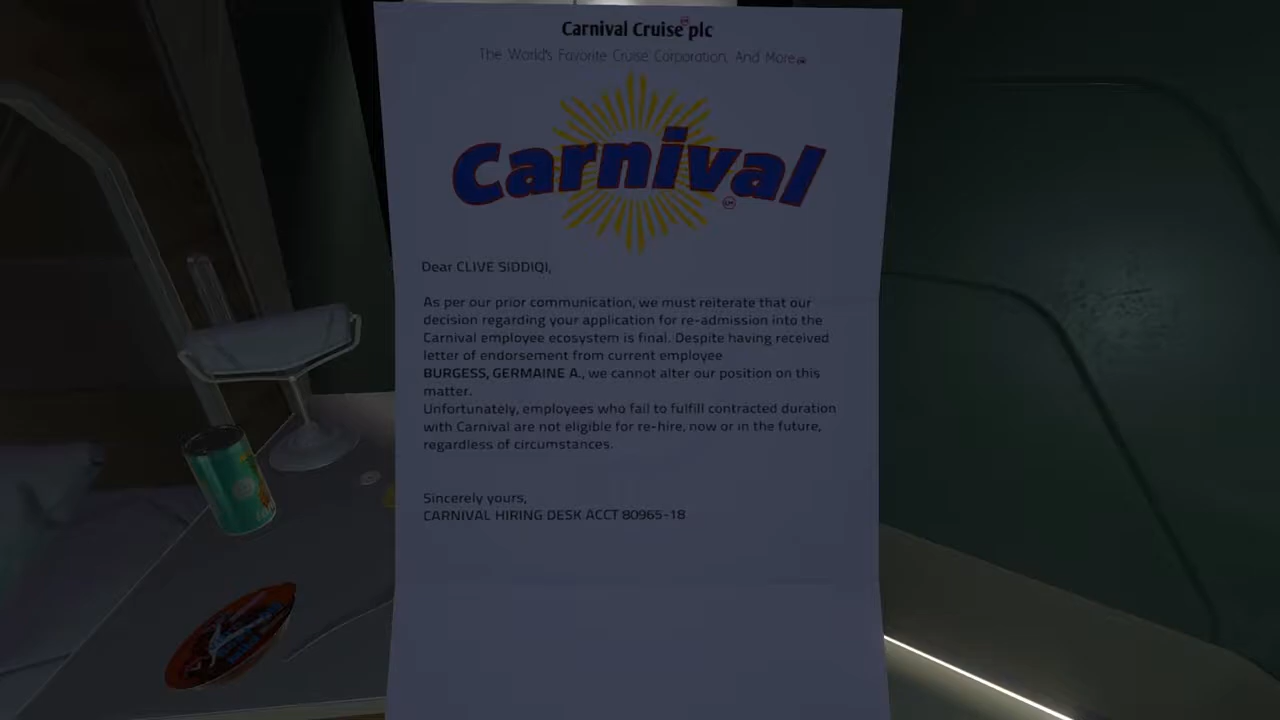 Carnival Cruise plc
The World's Favorite Cruise Corporation, And More
Carnival
Dear CLIVE SIDDIQI,
As per our prior communication, we must reiterate that our
decision regarding your application for re-admission into the
Carnival employee ecosystem is final. Despite having received
letter of endorsement from current employee
BURGESS, GERMAINE A., we cannot alter our position on this
matter.
Unfortunately, employees who fail to fulfill contracted duration
with Carnival are not eligible for re-hire, now or in the future,
regardless of circumstances.
Sincerely yours,
CARNIVAL HIRING DESK ACCT 80965-18